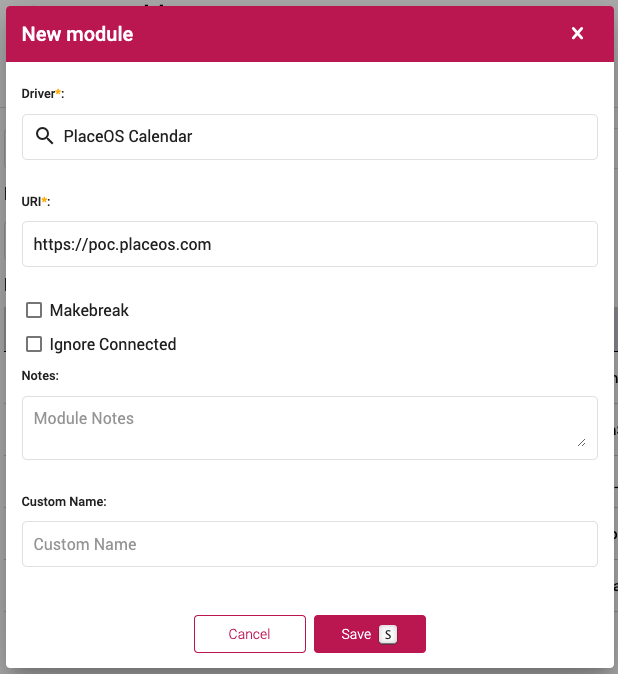 New module
Driver*:
PlaceOS Calendar
URI*:
https://poc.placeos.com
Makebreak
Ignore Connected
Notes:
Module Notes
Custom Name:
Custom Name
Cancel
Save S